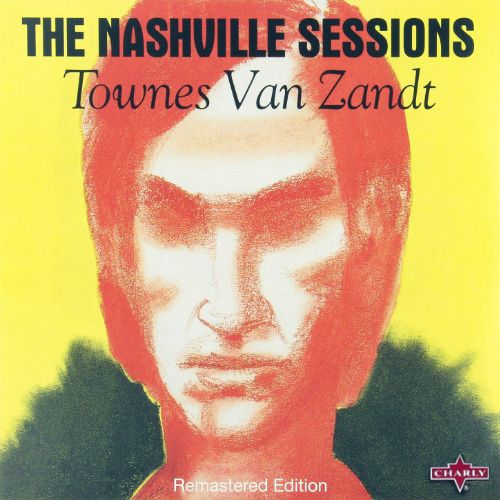 THE NASHVILLE SESSIONS
Townes Van Zandt
Remastered Edition
CHARLY